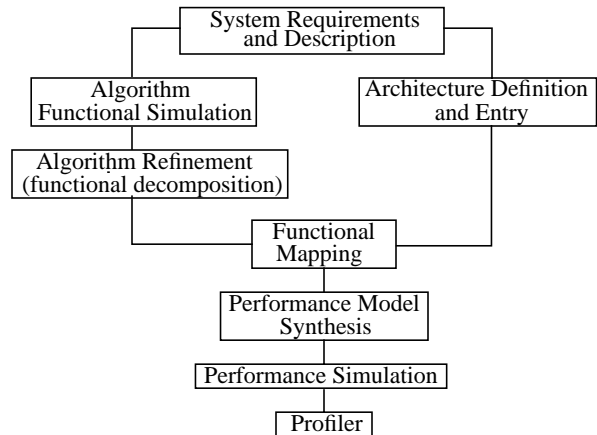 System Requirements
and Description
Algorithm
Functional Simulation
Architecture Definition
and Entry
Algorithm Refinement
(functional decomposition)
Functional
Mapping
Performance Model
Synthesis
Performance Simulation
Profiler